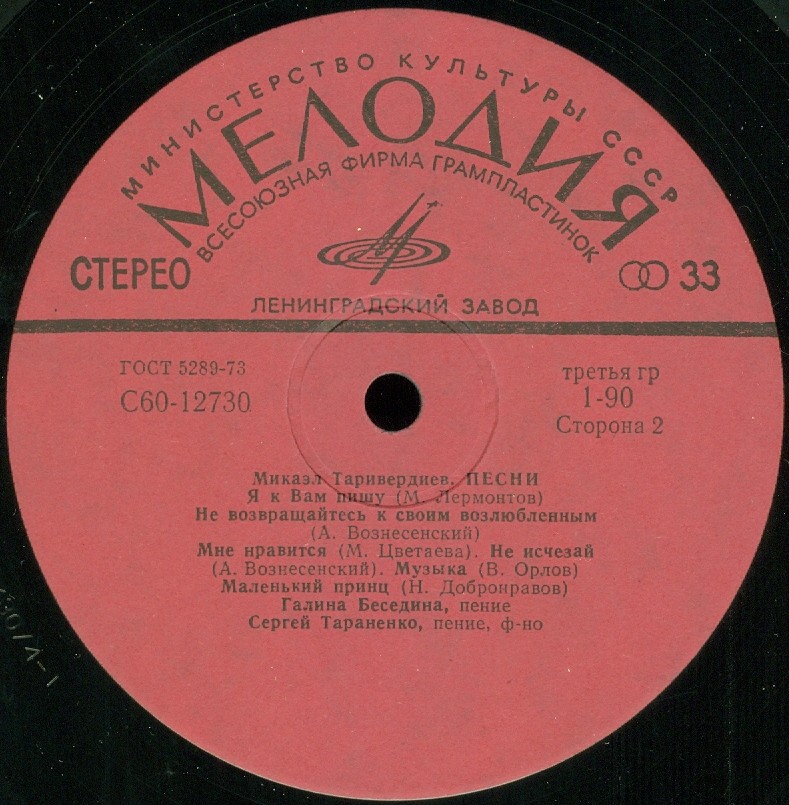 МИНИСТЕРСТВО КУЛЬТУРЫ СССР
МЕЛОДИЯ
ВСЕСОЮЗНАЯ ФИРМА ГРАМПЛАСТИНОК
СТЕРЕО
33
ЛЕНИНГРАДСКИЙ ЗАВОД
ГОСТ 5289-73
С60-12730
третья гр
1-90
Сторона 2
Микаэл Таривердиев. ПЕСНИ
Я к Вам пишу (М. Лермонтов)
Не возвращайтесь к своим возлюбленным
(А. Вознесенский)
Мне нравится (М. Цветаева). Не исчезай
(А. Вознесенский). Музыка (В. Орлов)
Маленький принц (Н. Добронравов)
Галина Беседина, пение
Сергей Тараненко, пение, ф-но